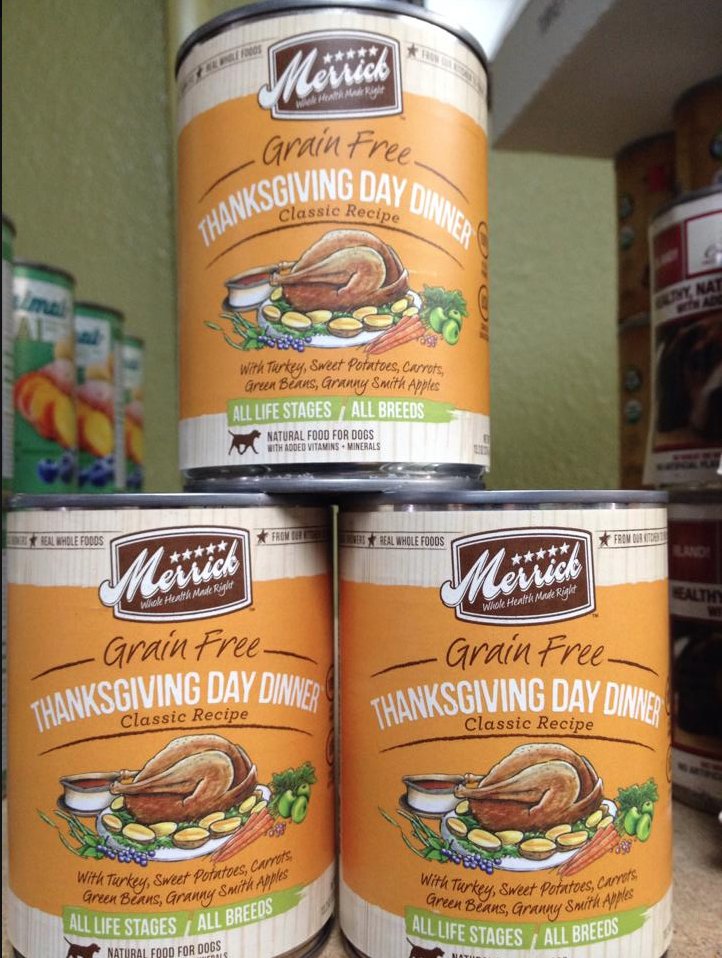 REAL WHOLE FOODS
FROM OUR KITCHEN
Merrick
Whole Health Made Right
Grain Free
THANKSGIVING DAY DINNER
Classic Recipe
With Turkey, Sweet Potatoes, Carrots,
Green Beans, Granny Smith Apples
ALL LIFE STAGES / ALL BREEDS
NATURAL FOOD FOR DOGS
WITH ADDED VITAMINS + MINERALS
REAL WHOLE FOODS
FROM OUR KITCHEN
Merrick
Whole Health Made Right
Grain Free
THANKSGIVING DAY DINNER
Classic Recipe
With Turkey, Sweet Potatoes, Carrots,
Green Beans, Granny Smith Apples
ALL LIFE STAGES / ALL BREEDS
NATURAL FOOD FOR DOGS
REAL WHOLE FOODS
FROM OUR KITCHEN
Merrick
Whole Health Made Right
Grain Free
THANKSGIVING DAY DINNER
Classic Recipe
With Turkey, Sweet Potatoes, Carrots,
Green Beans, Granny Smith Apples
ALL LIFE STAGES / ALL BREEDS